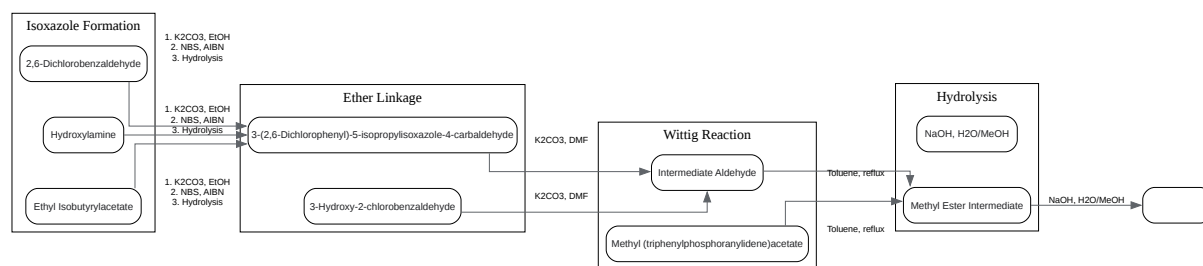 Isoxazole Formation
2,6-Dichlorobenzaldehyde
Hydroxylamine
Ethyl Isobutyrylacetate
1. K2CO3, EtOH
2. NBS, AIBN
3. Hydrolysis
1. K2CO3, EtOH
2. NBS, AIBN
3. Hydrolysis
1. K2CO3, EtOH
2. NBS, AIBN
3. Hydrolysis
Ether Linkage
3-(2,6-Dichlorophenyl)-5-isopropylisoxazole-4-carbaldehyde
3-Hydroxy-2-chlorobenzaldehyde
K2CO3, DMF
K2CO3, DMF
Wittig Reaction
Intermediate Aldehyde
Methyl (triphenylphosphoranylidene)acetate
Toluene, reflux
Toluene, reflux
Hydrolysis
NaOH, H2O/MeOH
Methyl Ester Intermediate
NaOH, H2O/MeOH